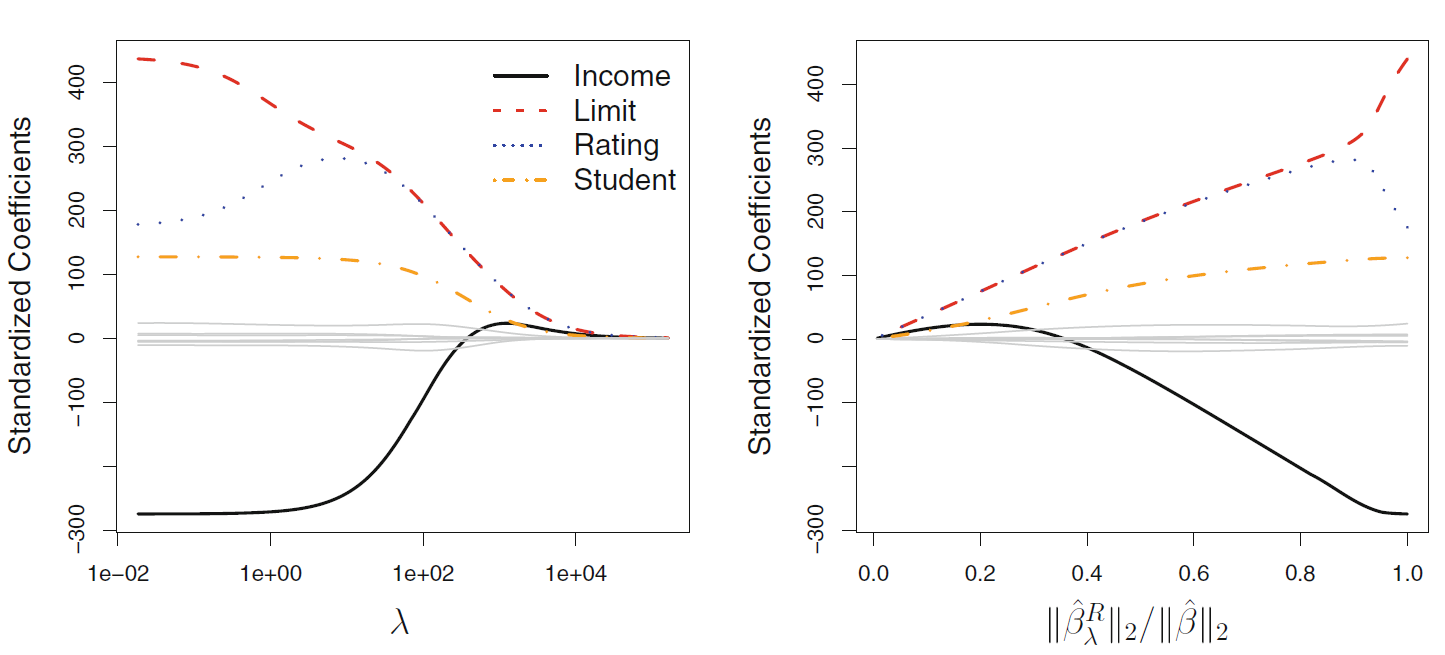 Standardized Coefficients
400
300
200
100
0
−100
−300
1e−02
1e+00
1e+02
1e+04
λ
Income
Limit
Rating
Student
Standardized Coefficients
400
300
200
100
0
−100
−300
0.0
0.2
0.4
0.6
0.8
1.0
‖β̂λᴿ‖₂/‖β̂‖₂